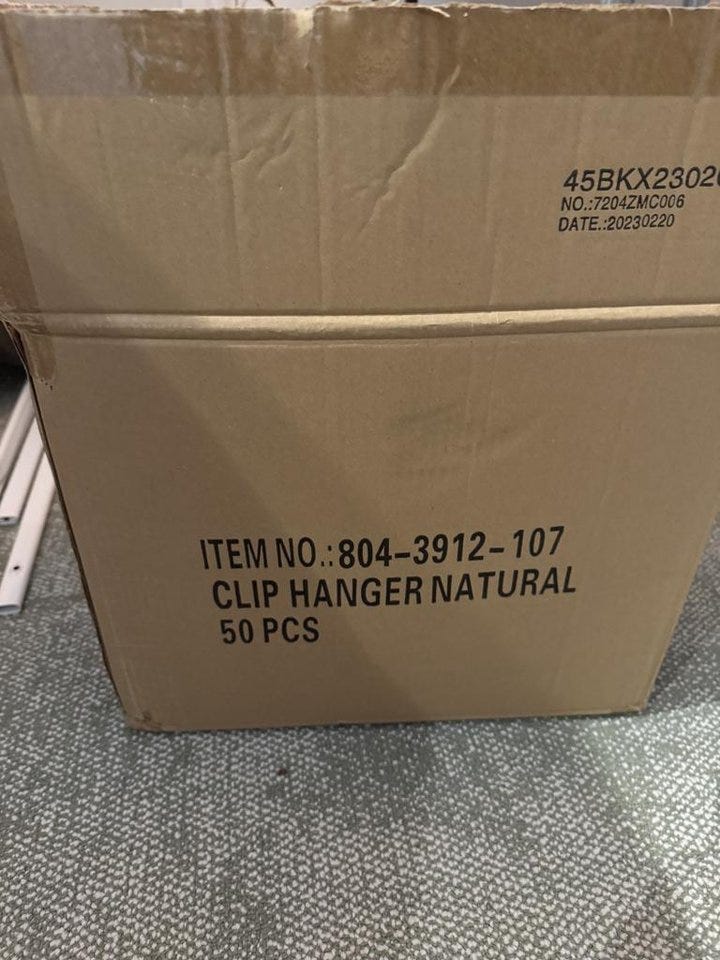 45BKX2302
NO.:7204ZMC006
DATE.:20230220
ITEM NO.:804-3912-107
CLIP HANGER NATURAL
50 PCS